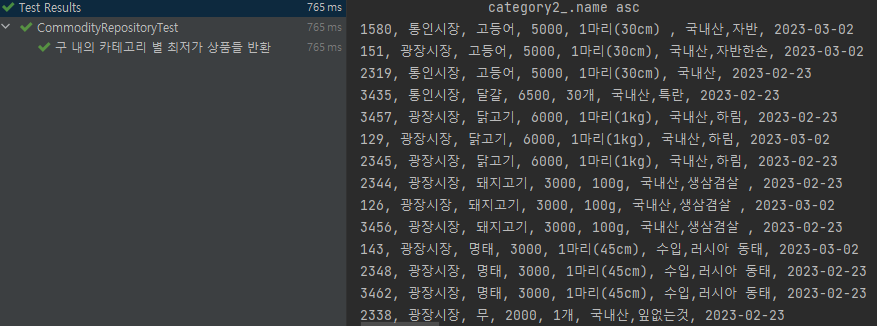 Test Results 765 ms
CommodityRepositoryTest 765 ms
구 내의 카테고리 별 최저가 상품들 반환 765 ms
category2_.name asc
1580, 통인시장, 고등어, 5000, 1마리(30cm) , 국내산,자반, 2023-03-02
151, 광장시장, 고등어, 5000, 1마리(30cm), 국내산,자반한손, 2023-03-02
2319, 통인시장, 고등어, 5000, 1마리(30cm), 국내산, 2023-02-23
3435, 통인시장, 달걀, 6500, 30개, 국내산,특란, 2023-02-23
3457, 광장시장, 닭고기, 6000, 1마리(1kg), 국내산,하림, 2023-02-23
129, 광장시장, 닭고기, 6000, 1마리(1kg), 국내산,하림, 2023-03-02
2345, 광장시장, 닭고기, 6000, 1마리(1kg), 국내산,하림, 2023-02-23
2344, 광장시장, 돼지고기, 3000, 100g, 국내산,생삼겹살 , 2023-02-23
126, 광장시장, 돼지고기, 3000, 100g, 국내산,생삼겹살 , 2023-03-02
3456, 광장시장, 돼지고기, 3000, 100g, 국내산,생삼겹살 , 2023-02-23
143, 광장시장, 명태, 3000, 1마리(45cm), 수입,러시아 동태, 2023-03-02
2348, 광장시장, 명태, 3000, 1마리(45cm), 수입,러시아 동태, 2023-02-23
3462, 광장시장, 명태, 3000, 1마리(45cm), 수입,러시아 동태, 2023-02-23
2338, 광장시장, 무, 2000, 1개, 국내산,잎없는것, 2023-02-23